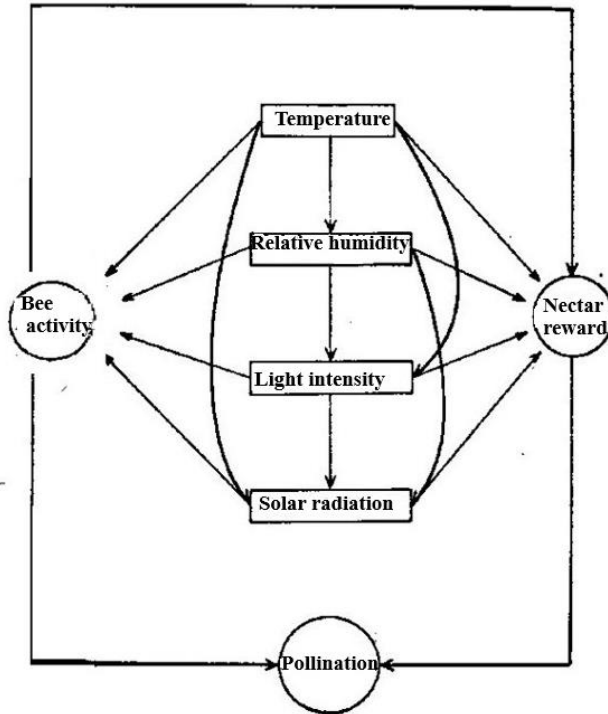 Temperature
Relative humidity
Bee
activity
Nectar
reward
Light intensity
Solar radiation
Pollination